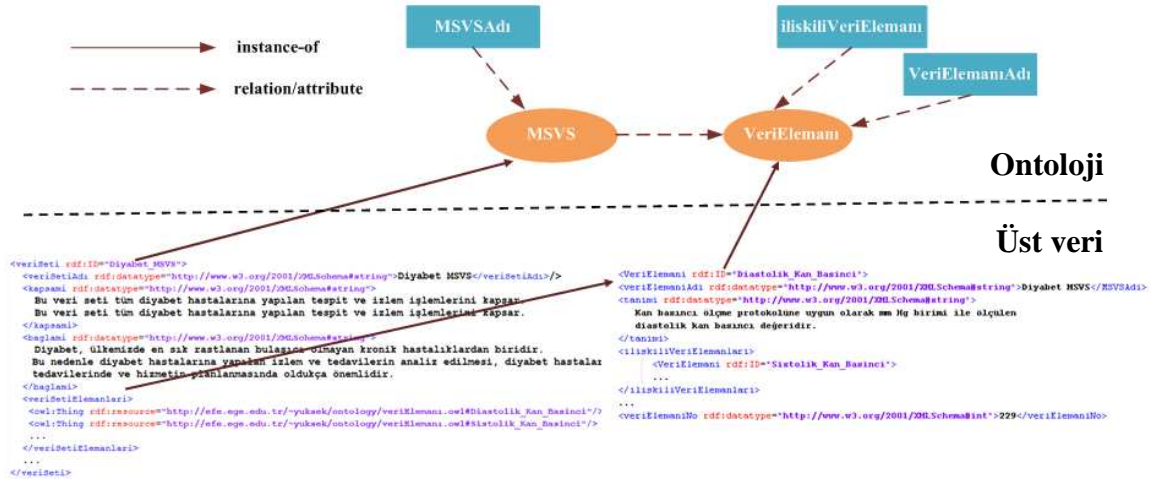 MSVSAdı
iliskiliVeriElemanı
instance-of
VeriElemanıAdı
relation/attribute
MSVS
VeriElemanı
Ontoloji
Üst veri
<veriSeti rdf:ID="Diyabet_MSVS">
<veriSetiAdı rdf:datatype="http://www.w3.org/2001/XMLSchema#string">Diyabet MSVS</veriSetiAdı>/>
<kapsami rdf:datatype="http://www.w3.org/2001/XMLSchema#string">
Bu veri seti tüm diyabet hastalarına yapılan tespit ve izlem işlemlerini kapsar.
Bu veri seti tüm diyabet hastalarına yapılan tespit ve izlem işlemlerini kapsar.
</kapsami>
<baglami rdf:datatype="http://www.w3.org/2001/XMLSchema#string">
Diyabet, ülkemizde en sık rastlanan bulaşıcı olmayan kronik hastalıklardan biridir.
Bu nedenle diyabet hastalarına yapılan izlem ve tedavilerin analiz edilmesi, diyabet hastalar
tedavilerinde ve hizmetin planlanmasında oldukça önemlidir.
</baglami>
<veriSetiElemanlari>
<owl:Thing rdf:resource="http://efe.ege.edu.tr/~yuksek/ontology/veriElemanı.owl#Diastolik_Kan_Basinci"/>
<owl:Thing rdf:resource="http://efe.ege.edu.tr/~yuksek/ontology/veriElemanı.owl#Sistolik_Kan_Basinci"/>
...
</veriSetiElemanlari>
...
</veriSeti>
<VeriElemani rdf:ID="Diastolik_Kan_Basinci">
<veriElemaniAdi rdf:datatype="http://www.w3.org/2001/XMLSchema#string">Diyabet MSVS</MSVSAdı>
<tanimi rdf:datatype="http://www.w3.org/2001/XMLSchema#string">
Kan basıncı ölçme protokolüne uygun olarak mm Hg birimi ile ölçülen
diastolik kan basıncı değeridir.
</tanimi>
<iliskiliVeriElemanlari>
<VeriElemani rdf:ID="Sistolik_Kan_Basinci">
...
</iliskiliVeriElemanlari>
...
<veriElemaniNo rdf:datatype="http://www.w3.org/2001/XMLSchema#int">229</veriElemaniNo>